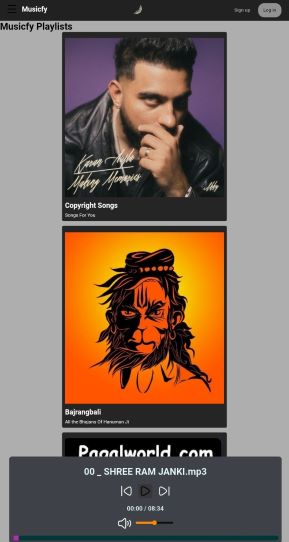 Musicfy
Sign up
Log in
Musicfy Playlists
Karan Aujla
Making Memories
Copyright Songs
Songs For You
Bajrangbali
All the Bhajans Of Hanuman Ji
Pagalworld.com
00 _ SHREE RAM JANKI.mp3
00:00 / 08:34